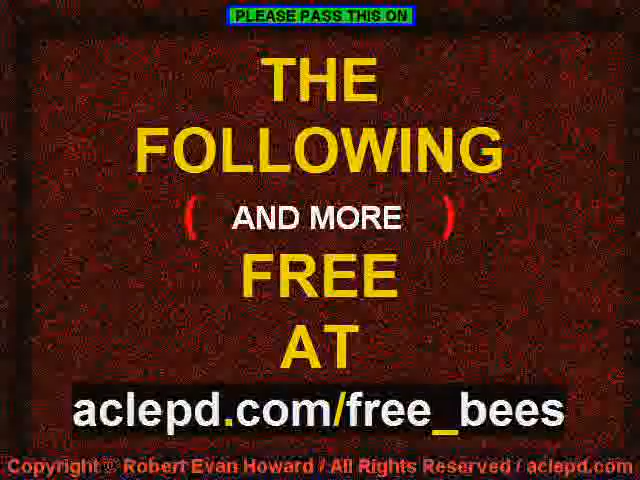 PLEASE PASS THIS ON
THE
FOLLOWING
( AND MORE )
FREE
AT
aclepd.com/free_bees
Copyright © Robert Evan Howard / All Rights Reserved / aclepd.com